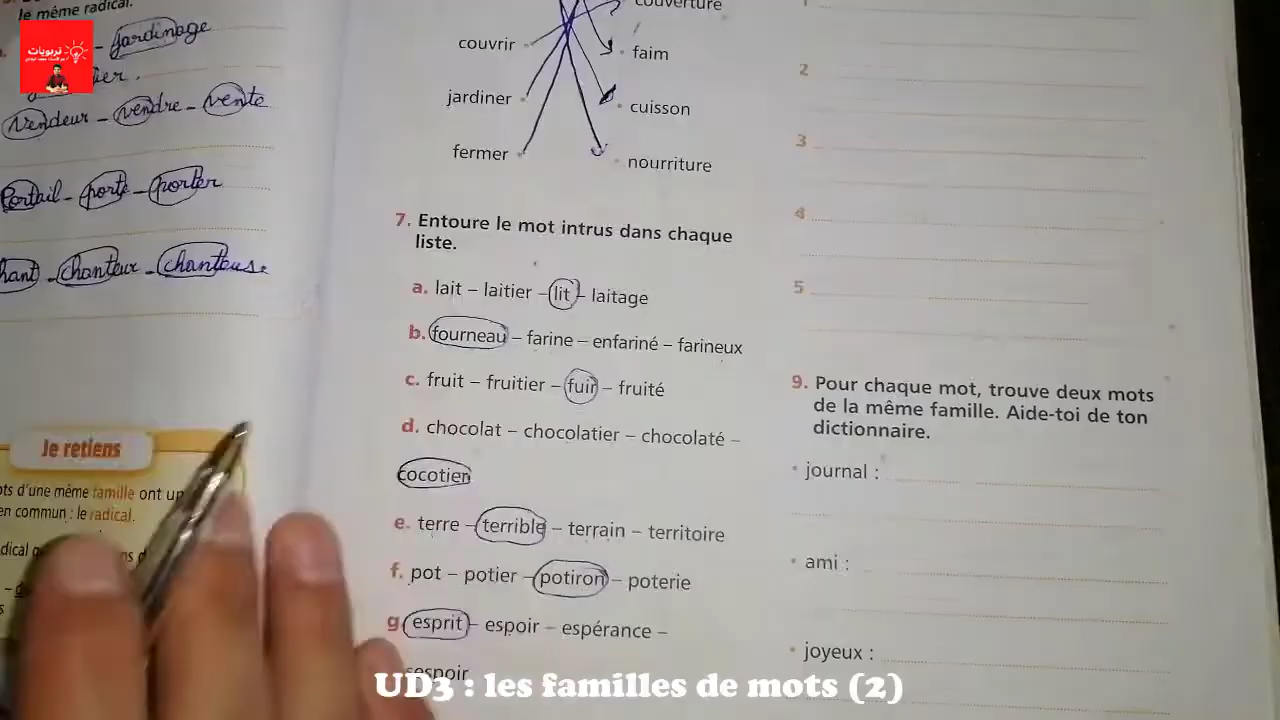 le même radical.
تربويات
- jardinage
vendeur - vendre - vente
Portail - porte - porter
chanteur - chanteuse
Je retiens
d'une même famille ont un
en commun : le radical.
couverture
couvrir
faim
jardiner
cuisson
fermer
nourriture
7. Entoure le mot intrus dans chaque
liste.
a. lait – laitier – lit – laitage
b. fourneau – farine – enfariné – farineux
c. fruit – fruitier – fuir – fruité
d. chocolat – chocolatier – chocolaté –
cocotier
e. terre – terrible – terrain – territoire
f. pot – potier – potiron – poterie
g. esprit – espoir – espérance –
1
2
3
4
5
9. Pour chaque mot, trouve deux mots
de la même famille. Aide-toi de ton
dictionnaire.
• journal :
• ami :
• joyeux :
UD3 : les familles de mots (2)